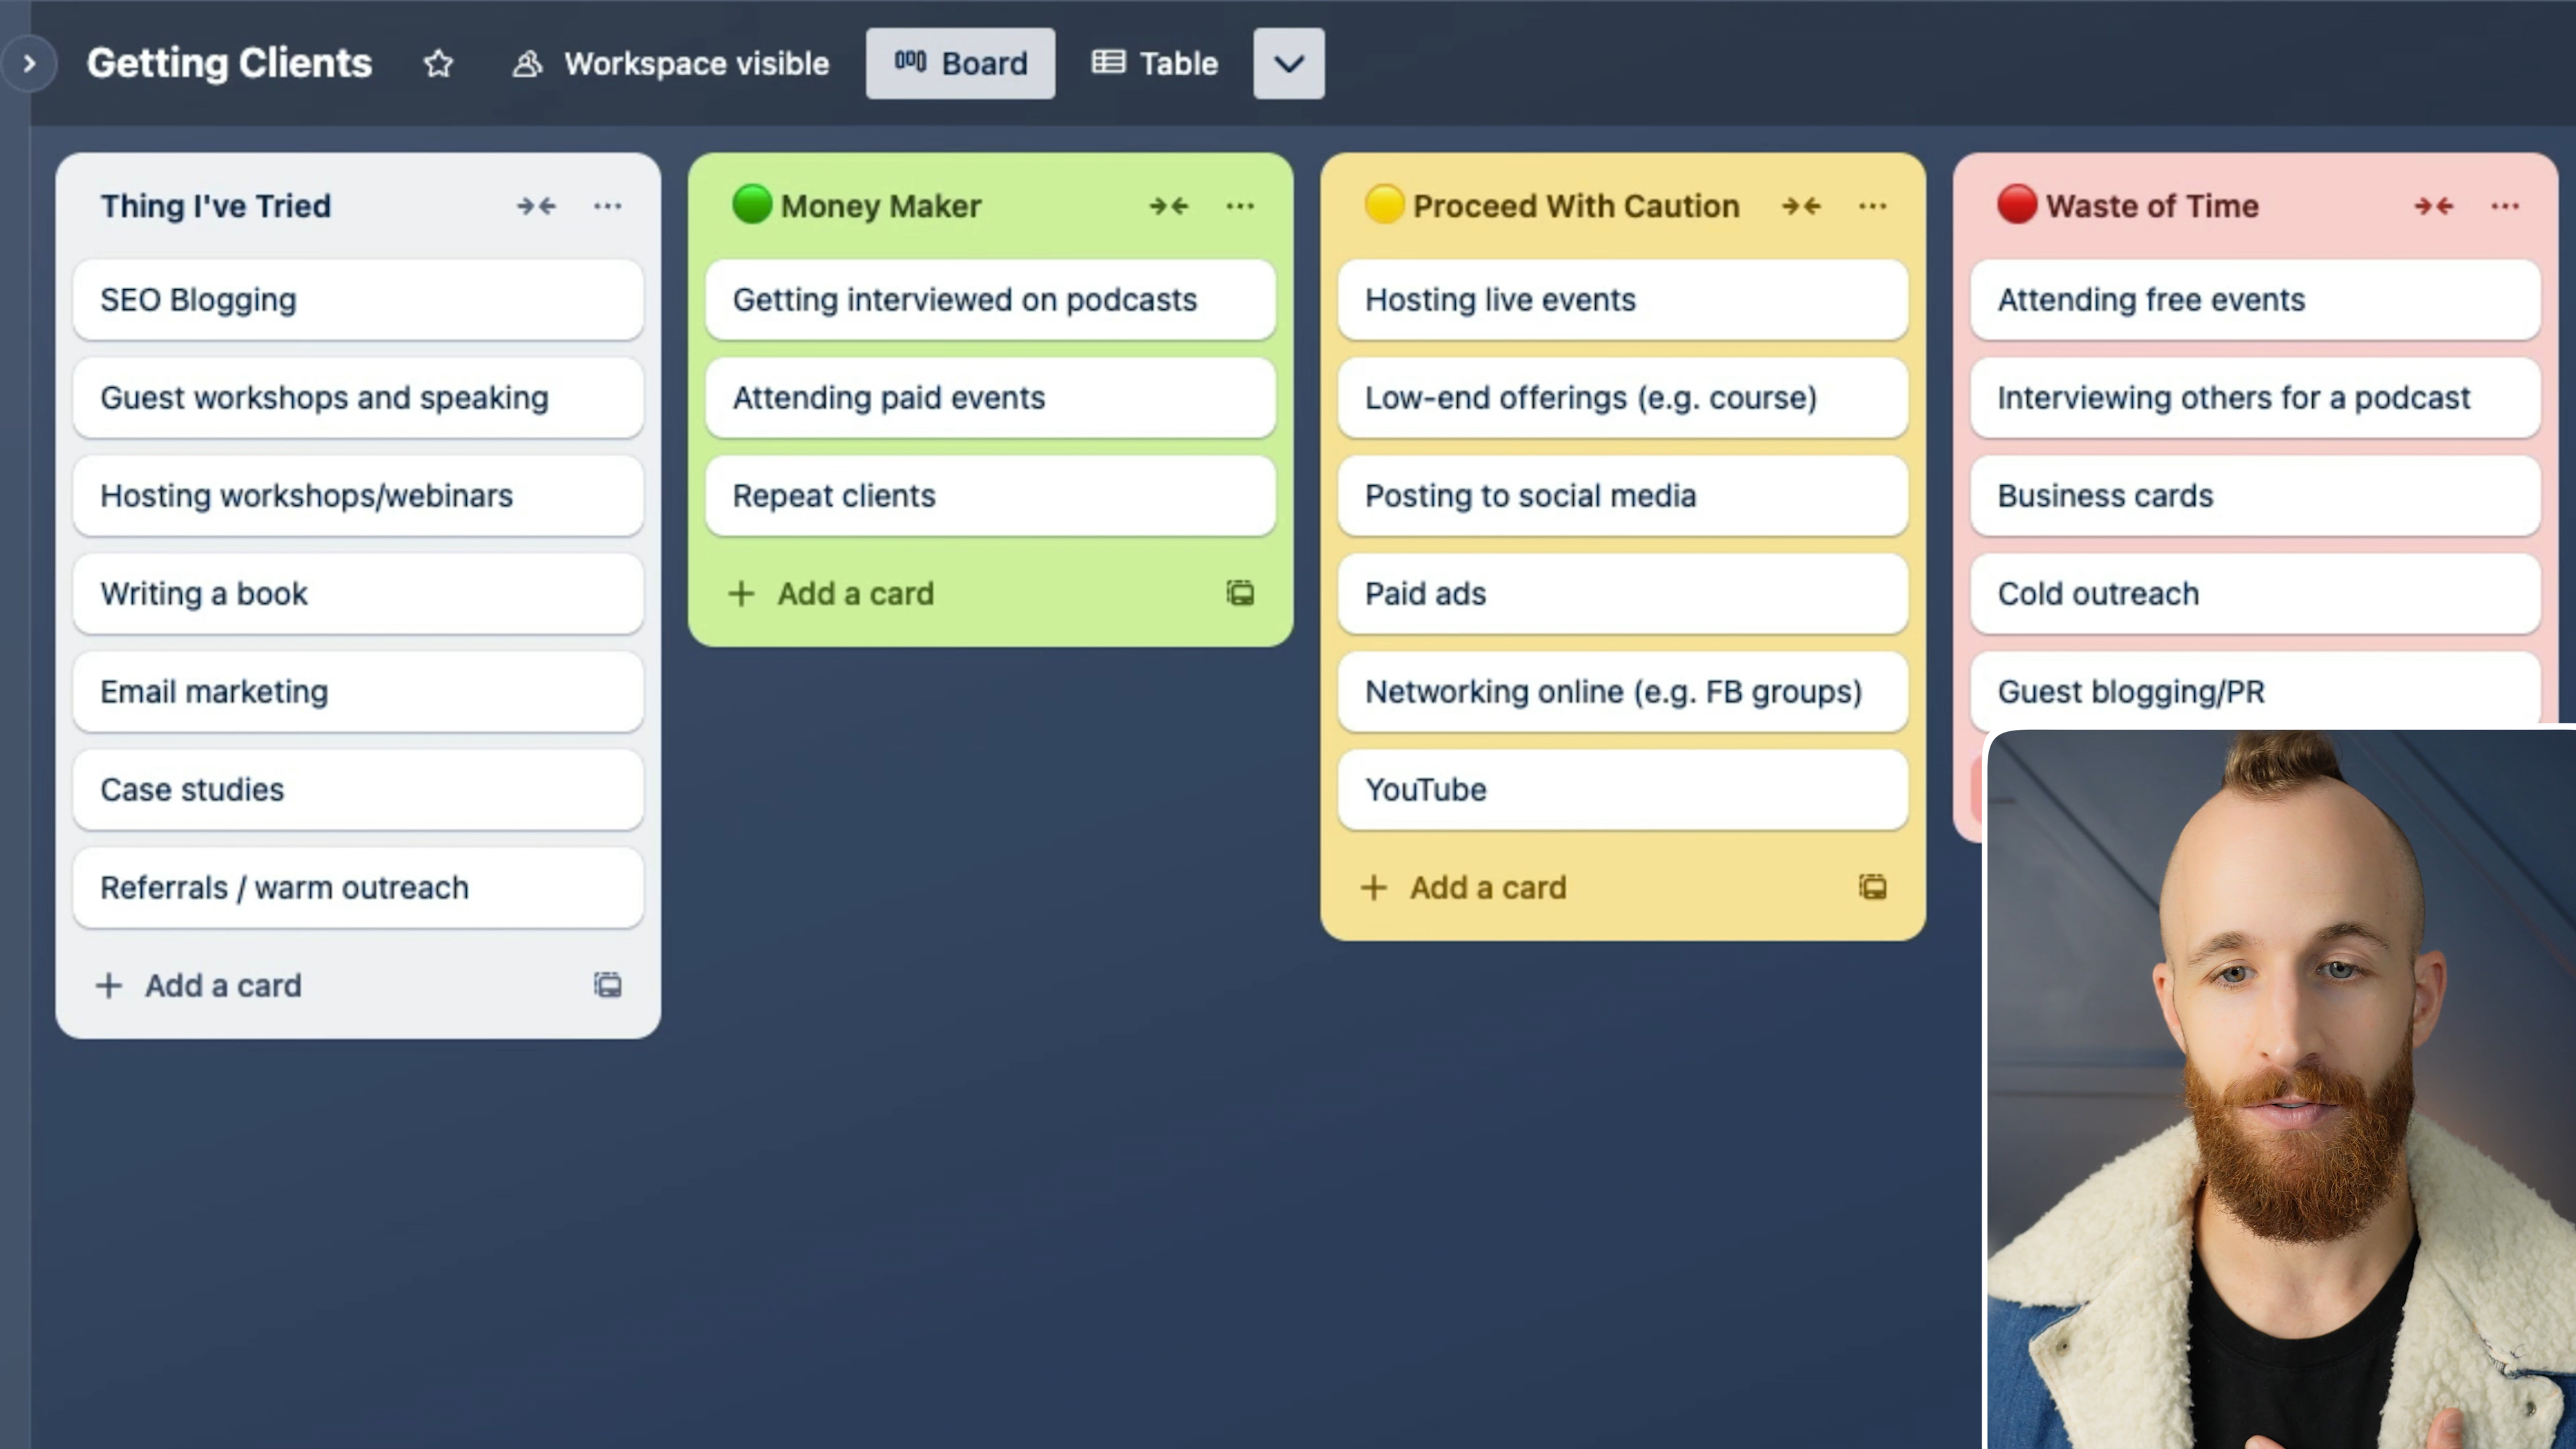 Getting Clients
Workspace visible
Board
Table
Thing I've Tried
SEO Blogging
Guest workshops and speaking
Hosting workshops/webinars
Writing a book
Email marketing
Case studies
Referrals / warm outreach
+ Add a card
Money Maker
Getting interviewed on podcasts
Attending paid events
Repeat clients
+ Add a card
Proceed With Caution
Hosting live events
Low-end offerings (e.g. course)
Posting to social media
Paid ads
Networking online (e.g. FB groups)
YouTube
+ Add a card
Waste of Time
Attending free events
Interviewing others for a podcast
Business cards
Cold outreach
Guest blogging/PR